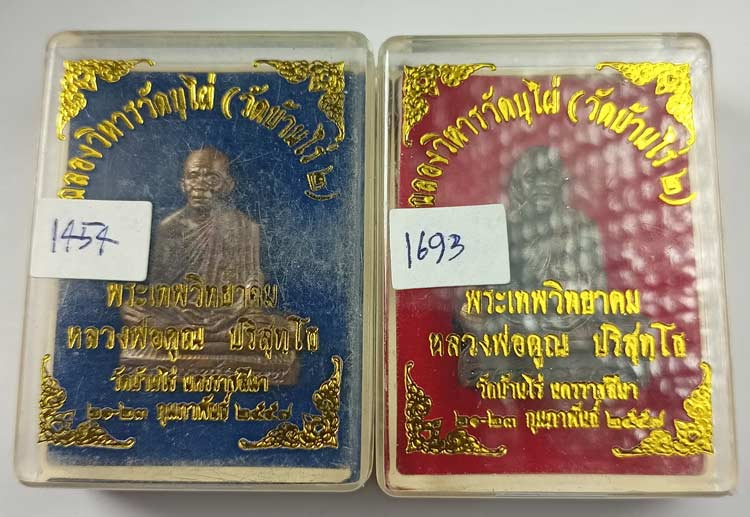 ฉลองวิหารวัดบุไผ่ (วัดบ้านไร่ ๒)
1454
พระเทพวิทยาคม
หลวงพ่อคูณ ปริสุทฺโธ
วัดบ้านไร่ นครราชสีมา
๒๑-๒๓ กุมภาพันธ์ ๒๕๕๗
ฉลองวิหารวัดบุไผ่ (วัดบ้านไร่ ๒)
1693
พระเทพวิทยาคม
หลวงพ่อคูณ ปริสุทฺโธ
วัดบ้านไร่ นครราชสีมา
๒๑-๒๓ กุมภาพันธ์ ๒๕๕๗